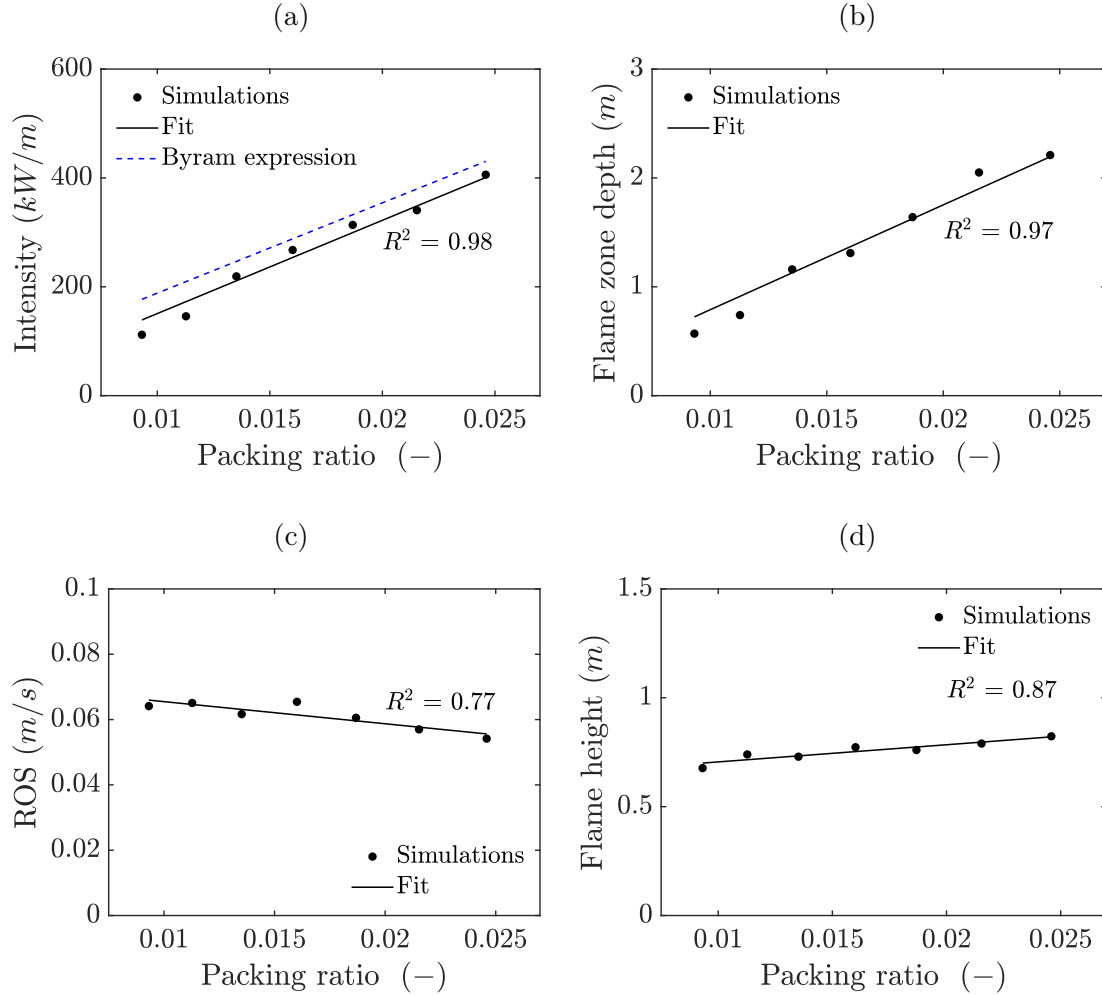 (a)
600
400
200
0
Intensity (kW/m)
Simulations
Fit
Byram expression
R² = 0.98
0.01 0.015 0.02 0.025
Packing ratio (−)
(b)
3
2
1
0
Flame zone depth (m)
Simulations
Fit
R² = 0.97
0.01 0.015 0.02 0.025
Packing ratio (−)
(c)
0.1
0.08
0.06
0.04
0.02
0
ROS (m/s)
R² = 0.77
Simulations
Fit
0.01 0.015 0.02 0.025
Packing ratio (−)
(d)
1.5
1
0.5
0
Flame height (m)
Simulations
Fit
R² = 0.87
0.01 0.015 0.02 0.025
Packing ratio (−)